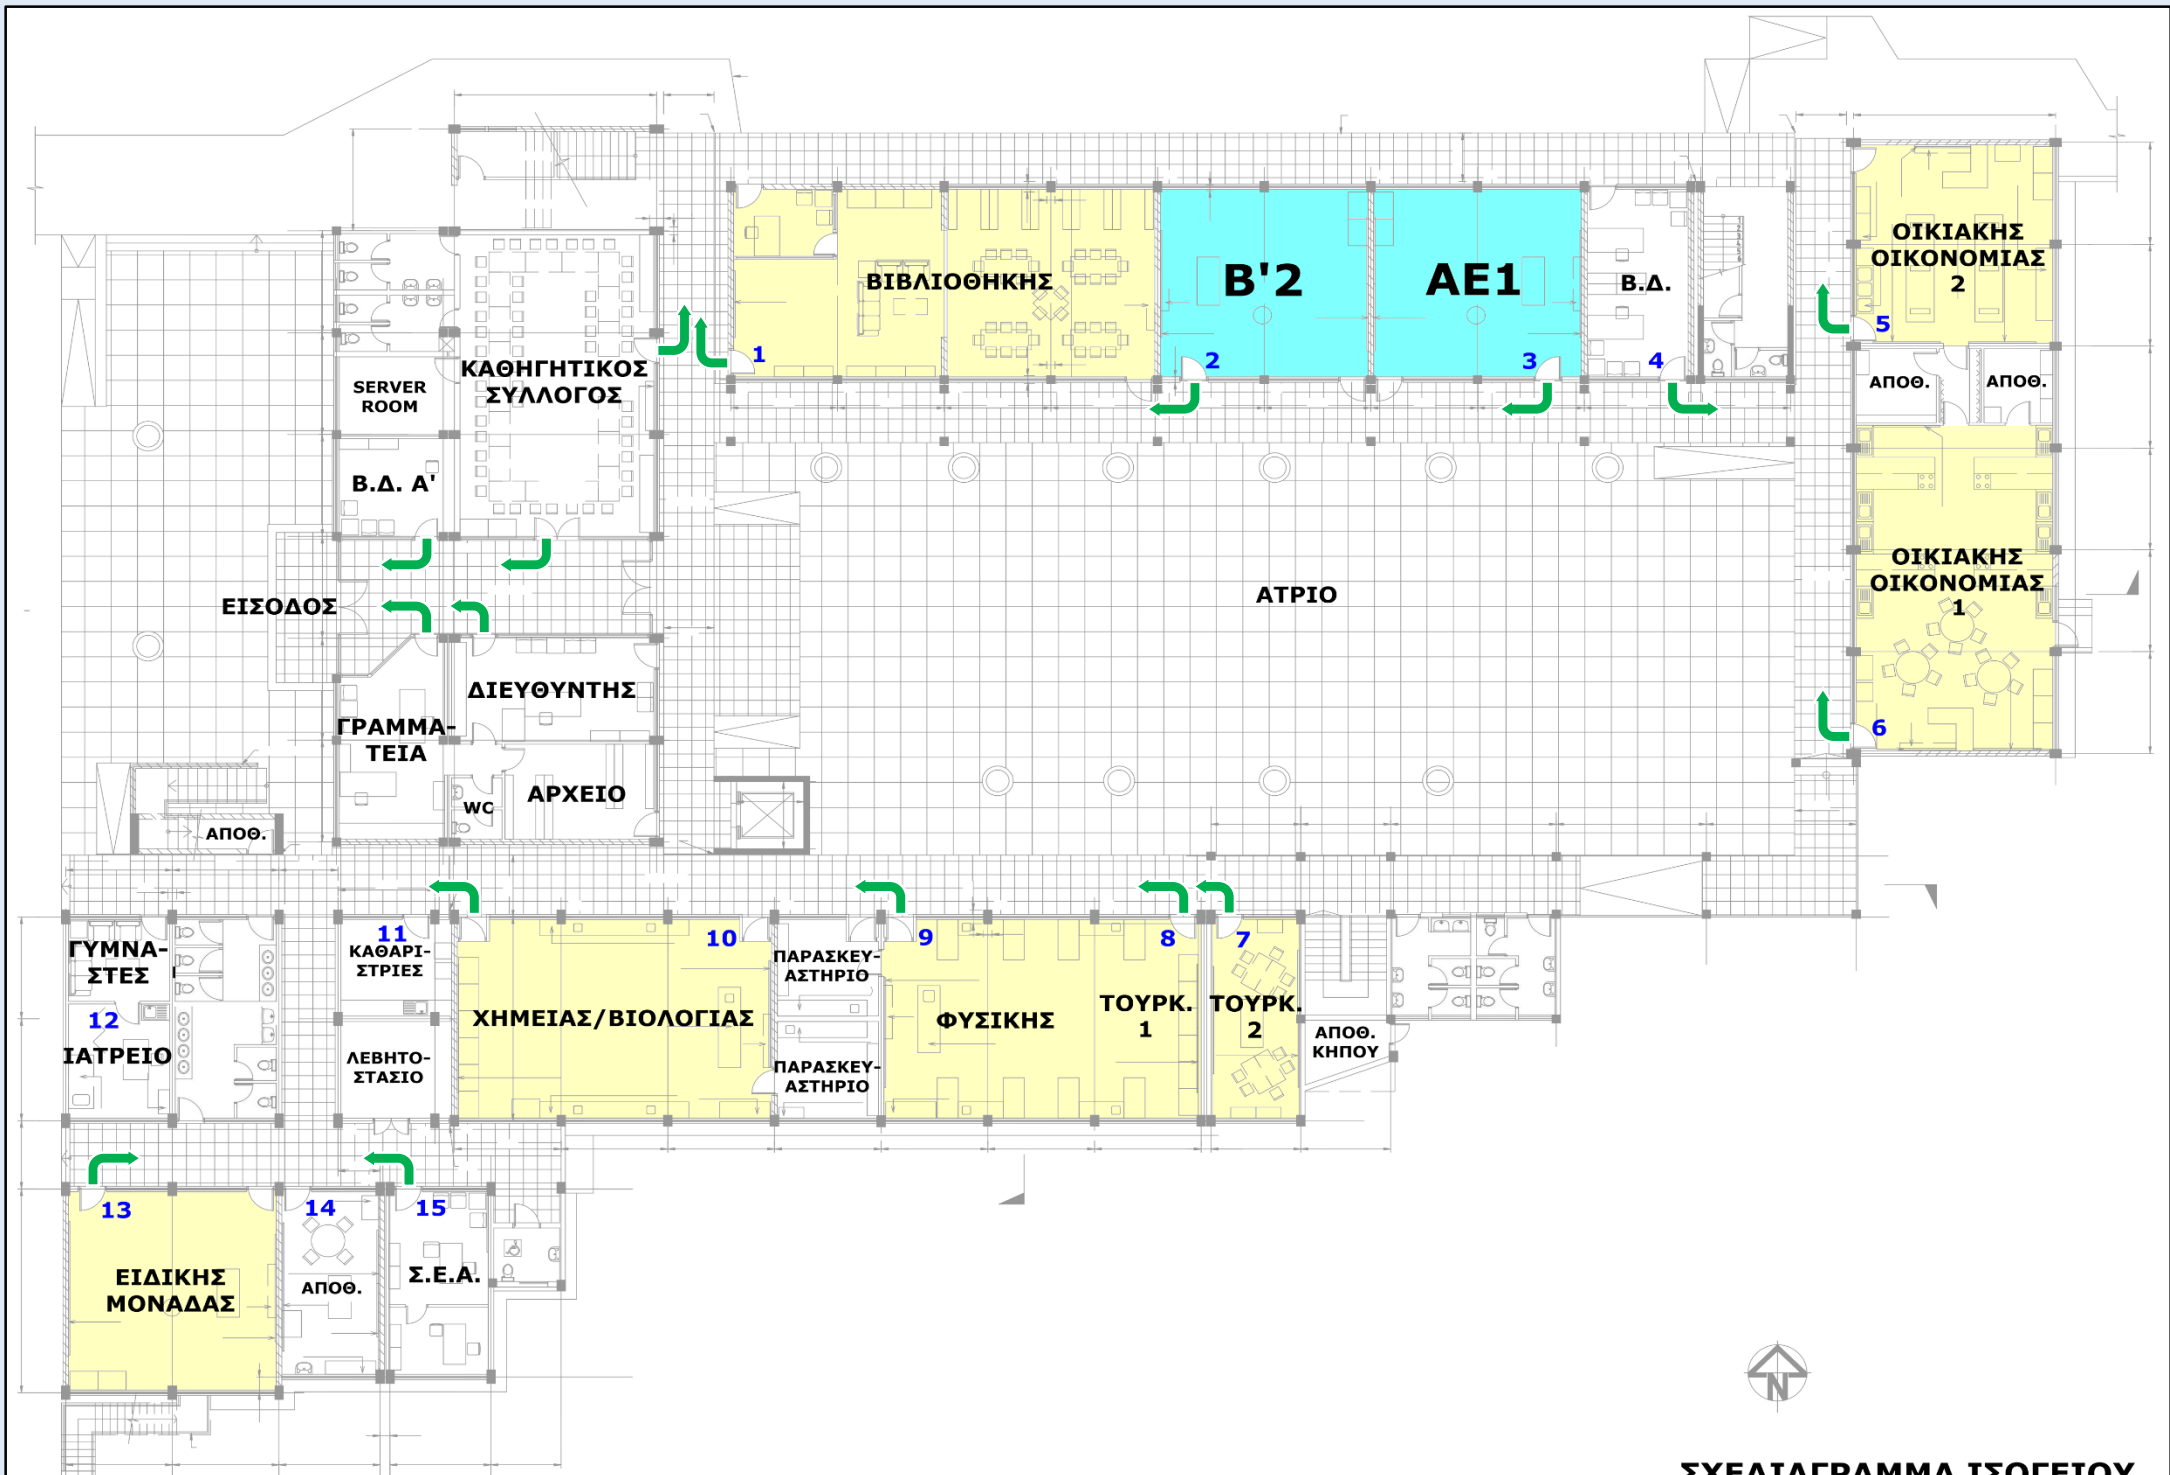 ΒΙΒΛΙΟΘΗΚΗΣ
Β'2
ΑΕ1
Β.Δ.
ΟΙΚΙΑΚΗΣ
ΟΙΚΟΝΟΜΙΑΣ
2
1
2
3
4
5
ΚΑΘΗΓΗΤΙΚΟΣ
ΣΥΛΛΟΓΟΣ
SERVER
ROOM
ΑΠΟΘ.
ΑΠΟΘ.
Β.Δ. Α'
ΕΙΣΟΔΟΣ
ΑΤΡΙΟ
ΟΙΚΙΑΚΗΣ
ΟΙΚΟΝΟΜΙΑΣ
1
6
ΔΙΕΥΘΥΝΤΗΣ
ΓΡΑΜΜΑ-
ΤΕΙΑ
WC
ΑΡΧΕΙΟ
ΑΠΟΘ.
ΓΥΜΝΑ-
ΣΤΕΣ
12
ΙΑΤΡΕΙΟ
11
ΚΑΘΑΡΙ-
ΣΤΡΙΕΣ
ΛΕΒΗΤΟ-
ΣΤΑΣΙΟ
10
ΧΗΜΕΙΑΣ/ΒΙΟΛΟΓΙΑΣ
ΠΑΡΑΣΚΕΥ-
ΑΣΤΗΡΙΟ
ΠΑΡΑΣΚΕΥ-
ΑΣΤΗΡΙΟ
9
ΦΥΣΙΚΗΣ
8
ΤΟΥΡΚ.
1
7
ΤΟΥΡΚ.
2
ΑΠΟΘ.
ΚΗΠΟΥ
13
ΕΙΔΙΚΗΣ
ΜΟΝΑΔΑΣ
14
ΑΠΟΘ.
15
Σ.Ε.Α.
N
ΣΧΕΔΙΑΓΡΑΜΜΑ ΙΣΟΓΕΙΟΥ